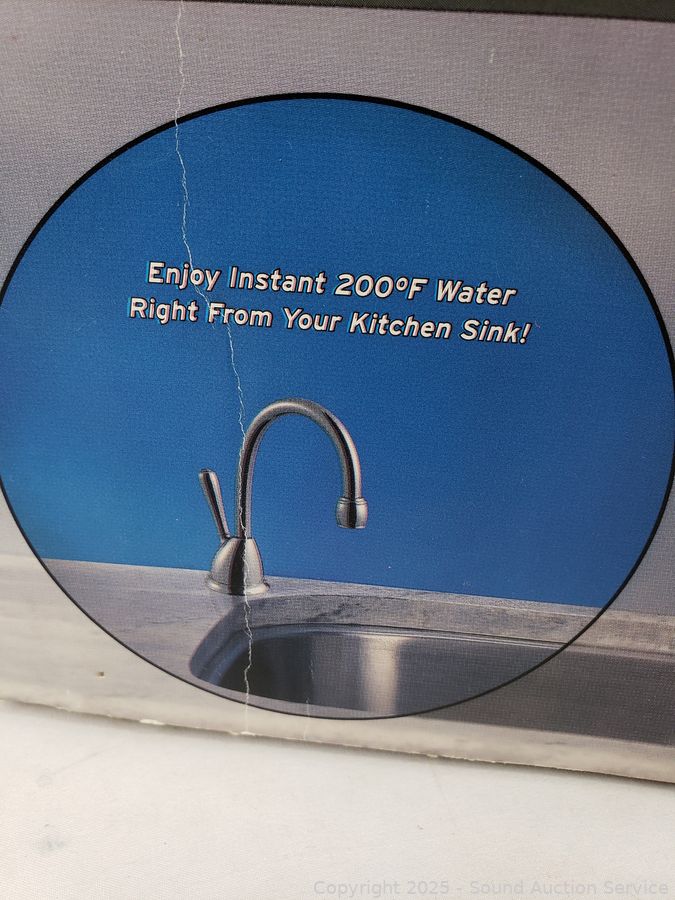 Enjoy Instant 200ºF Water
Right From Your Kitchen Sink!
Copyright 2025 - Sound Auction Service